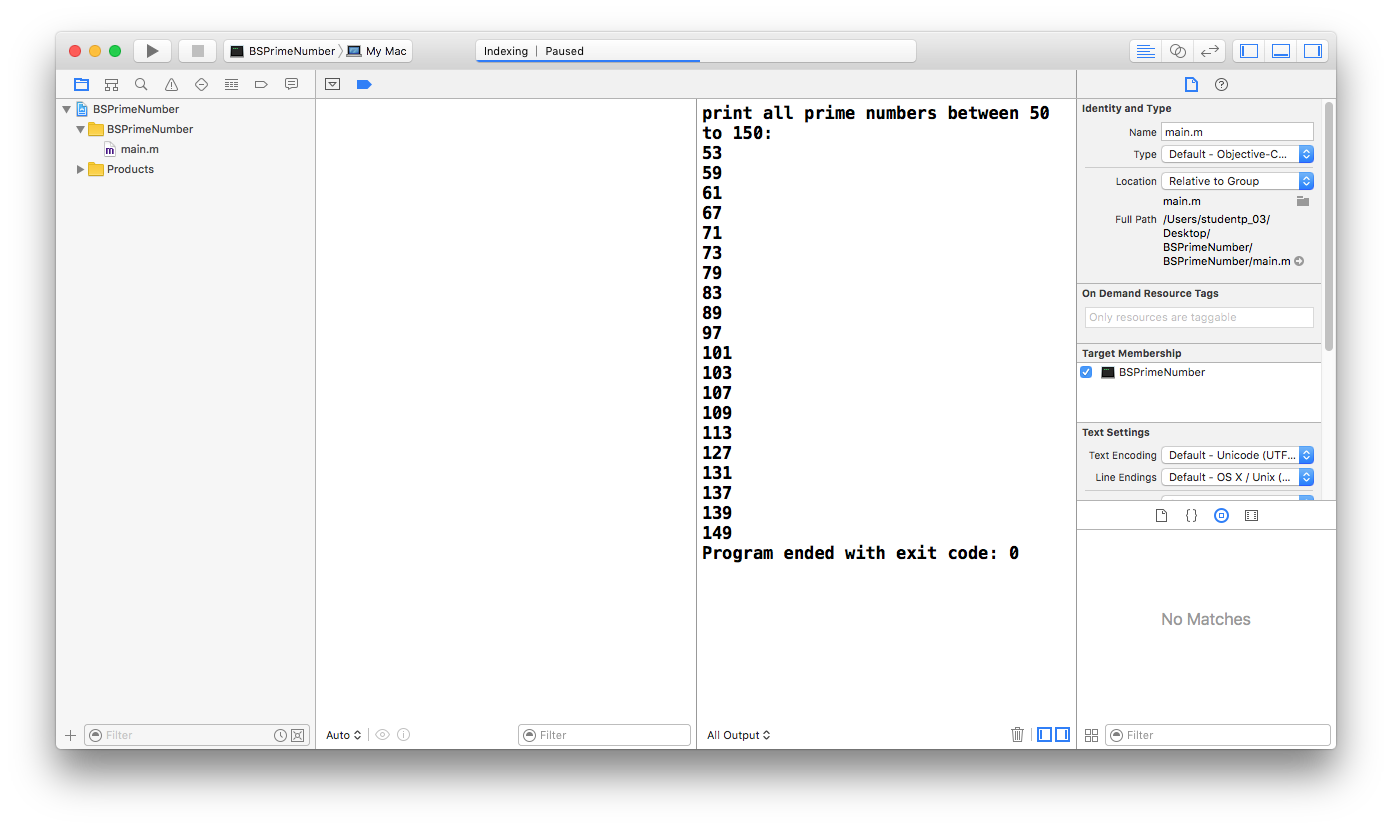 BSPrimeNumber
My Mac
Indexing | Paused
BSPrimeNumber
BSPrimeNumber
m main.m
Products
Filter
Auto
Filter
print all prime numbers between 50
to 150:
53
59
61
67
71
73
79
83
89
97
101
103
107
109
113
127
131
137
139
149
Program ended with exit code: 0
All Output
Identity and Type
Name main.m
Type Default - Objective-C...
Location Relative to Group
main.m
Full Path /Users/studentp_03/
Desktop/
BSPrimeNumber/
BSPrimeNumber/main.m
On Demand Resource Tags
Only resources are taggable
Target Membership
BSPrimeNumber
Text Settings
Text Encoding Default - Unicode (UTF...
Line Endings Default - OS X / Unix (...
{}
No Matches
Filter